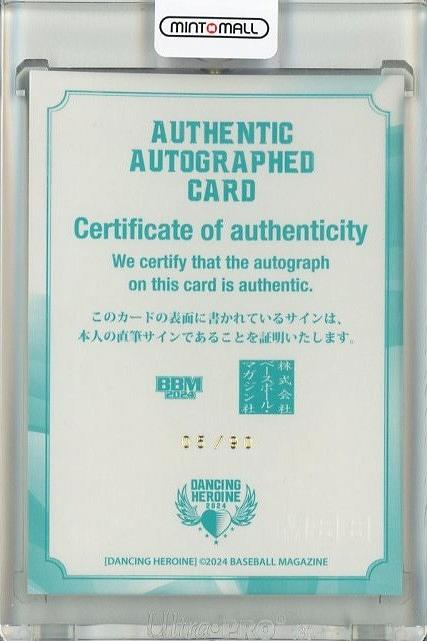 MINT MALL
AUTHENTIC
AUTOGRAPHED
CARD
Certificate of authenticity
We certify that the autograph
on this card is authentic.
このカードの表面に書かれているサインは、
本人の直筆サインであることを証明いたします。
BBM
2024
株式会社
ベースボール・
マガジン社
05/90
DANCING
HEROINE
2024
[DANCING HEROINE] ©2024 BASEBALL MAGAZINE
Ultra PRO